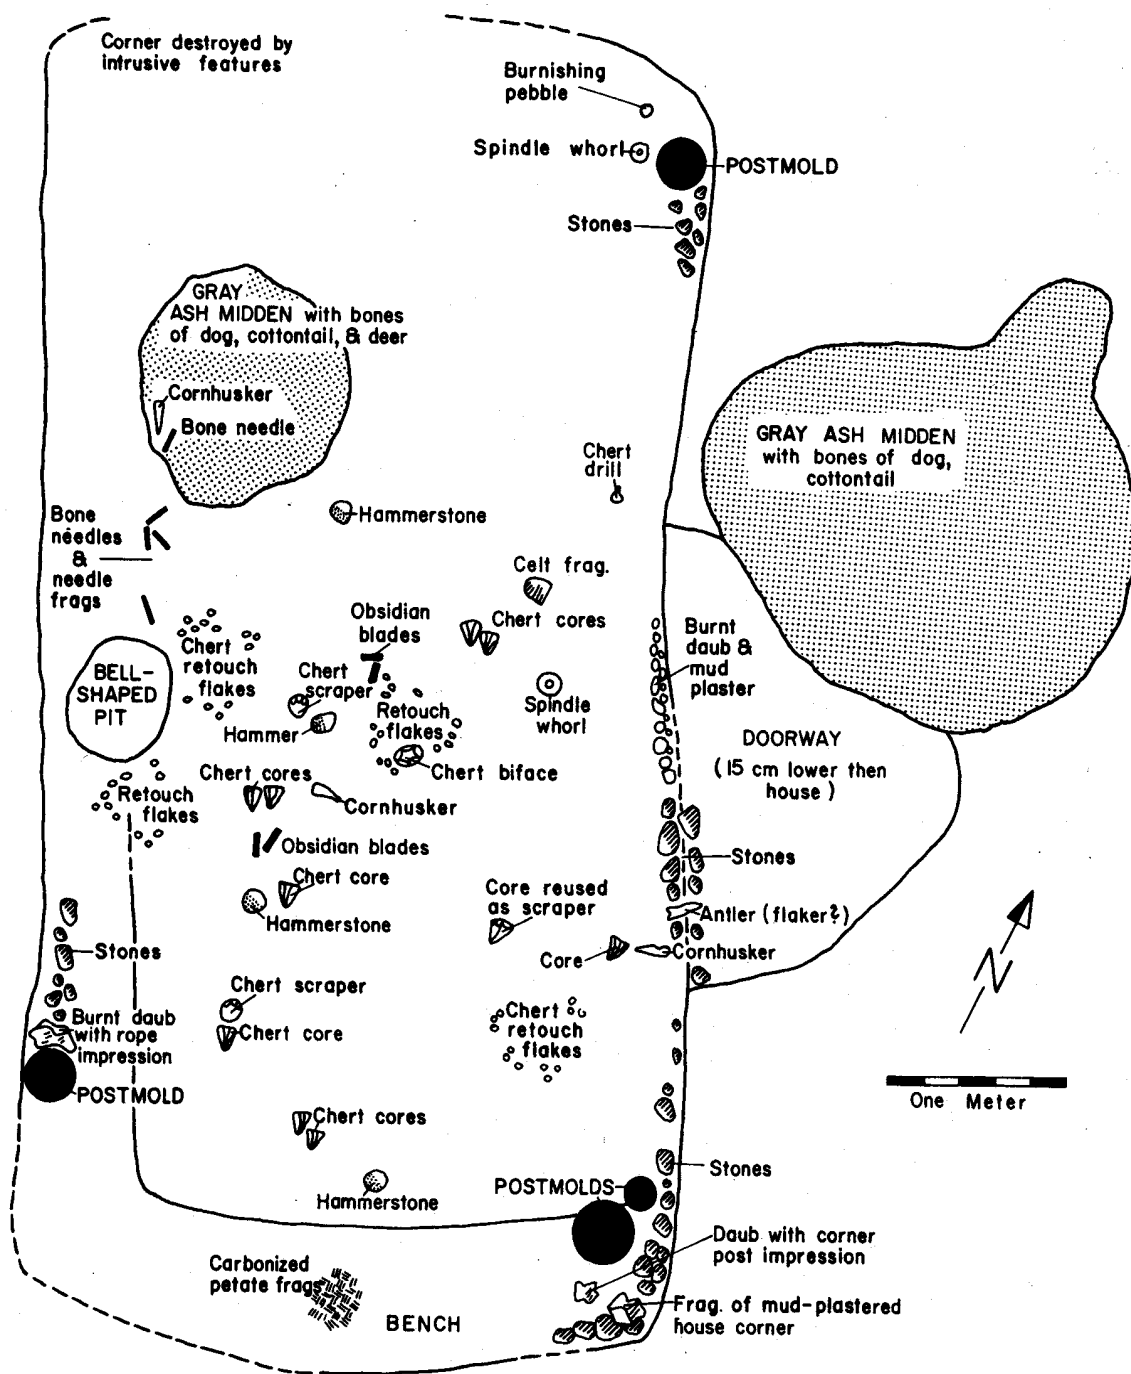 Corner destroyed by
intrusive features
Burnishing
pebble
Spindle whorl
POSTMOLD
Stones
GRAY
ASH MIDDEN with bones
of dog, cottontail, & deer
Cornhusker
Bone needle
GRAY ASH MIDDEN
with bones of dog,
cottontail
Chert
drill
Bone
needles
&
needle
frags
Hammerstone
Celt frag.
Chert cores
Obsidian
blades
Burnt
daub &
mud
plaster
Chert
retouch
flakes
Chert
scraper
BELL-
SHAPED
PIT
Retouch
flakes
Spindle
whorl
Hammer
DOORWAY
(15 cm lower then
house)
Chert cores
Chert biface
Retouch
flakes
Cornhusker
Obsidian blades
Stones
Chert core
Core reused
as scraper
Hammerstone
Antler (flaker?)
Stones
Core
Cornhusker
N
Chert scraper
Burnt daub
with rope
impression
Chert core
Chert
retouch
flakes
POSTMOLD
One Meter
Chert cores
Stones
POSTMOLDS
Hammerstone
Daub with corner
post impression
Carbonized
petate frags
BENCH
Frag. of mud-plastered
house corner